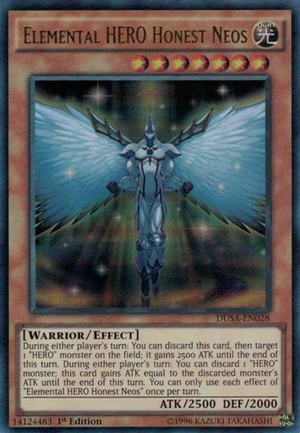 ELEMENTAL HERO HONEST NEOS
LIGHT
光
DUSA-EN028
[WARRIOR/EFFECT]
During either player's turn: You can discard this card, then target
1 "HERO" monster on the field; it gains 2500 ATK until the end of
this turn. During either player's turn: You can discard 1 "HERO"
monster; this card gains ATK equal to the discarded monster's
ATK until the end of this turn. You can only use each effect of
"Elemental HERO Honest Neos" once per turn.
ATK/2500 DEF/2000
14124483 1st Edition ©1996 KAZUKI TAKAHASHI